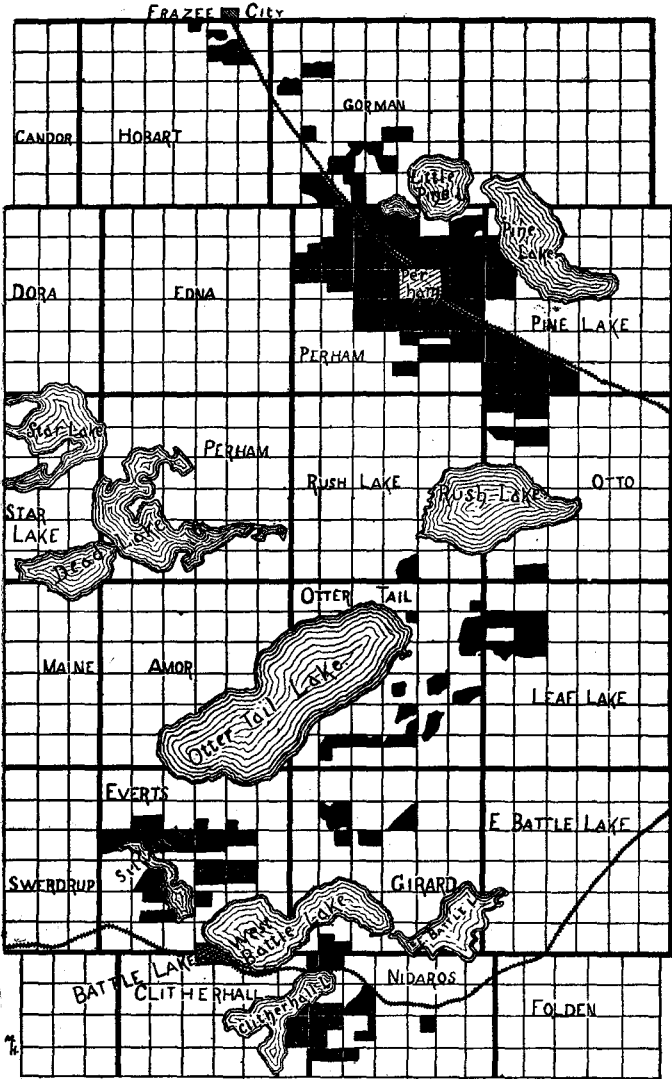 FRAZEE CITY
GORMAN
CANDOR
HOBART
Little Pine
Pine Lake
DORA
EDNA
Per-ham
PINE LAKE
PERHAM
Star Lake
PERHAM
RUSH LAKE
Rush-Lake
OTTO
STAR LAKE
Dead Lake
OTTER TAIL
MAINE
AMOR
Otter Tail Lake
LEAF LAKE
EVERTS
E BATTLE LAKE
SWERDRUP
GIRARD
West Battle Lake
E. Battle L
BATTLE LAKE
CLITHERHALL
NIDAROS
Clitherhall L
FOLDEN